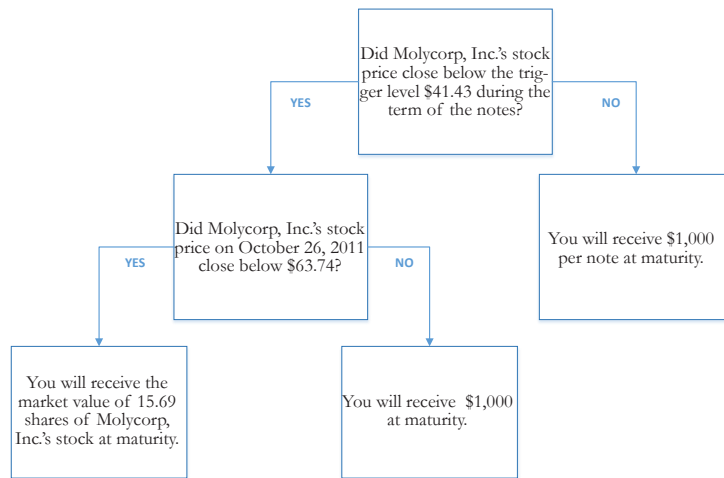 Did Molycorp, Inc.'s stock
price close below the trig-
ger level $41.43 during the
term of the notes?
YES
NO
Did Molycorp, Inc.'s stock
price on October 26, 2011
close below $63.74?
You will receive $1,000
per note at maturity.
YES
NO
You will receive the
market value of 15.69
shares of Molycorp,
Inc.'s stock at maturity.
You will receive $1,000
at maturity.